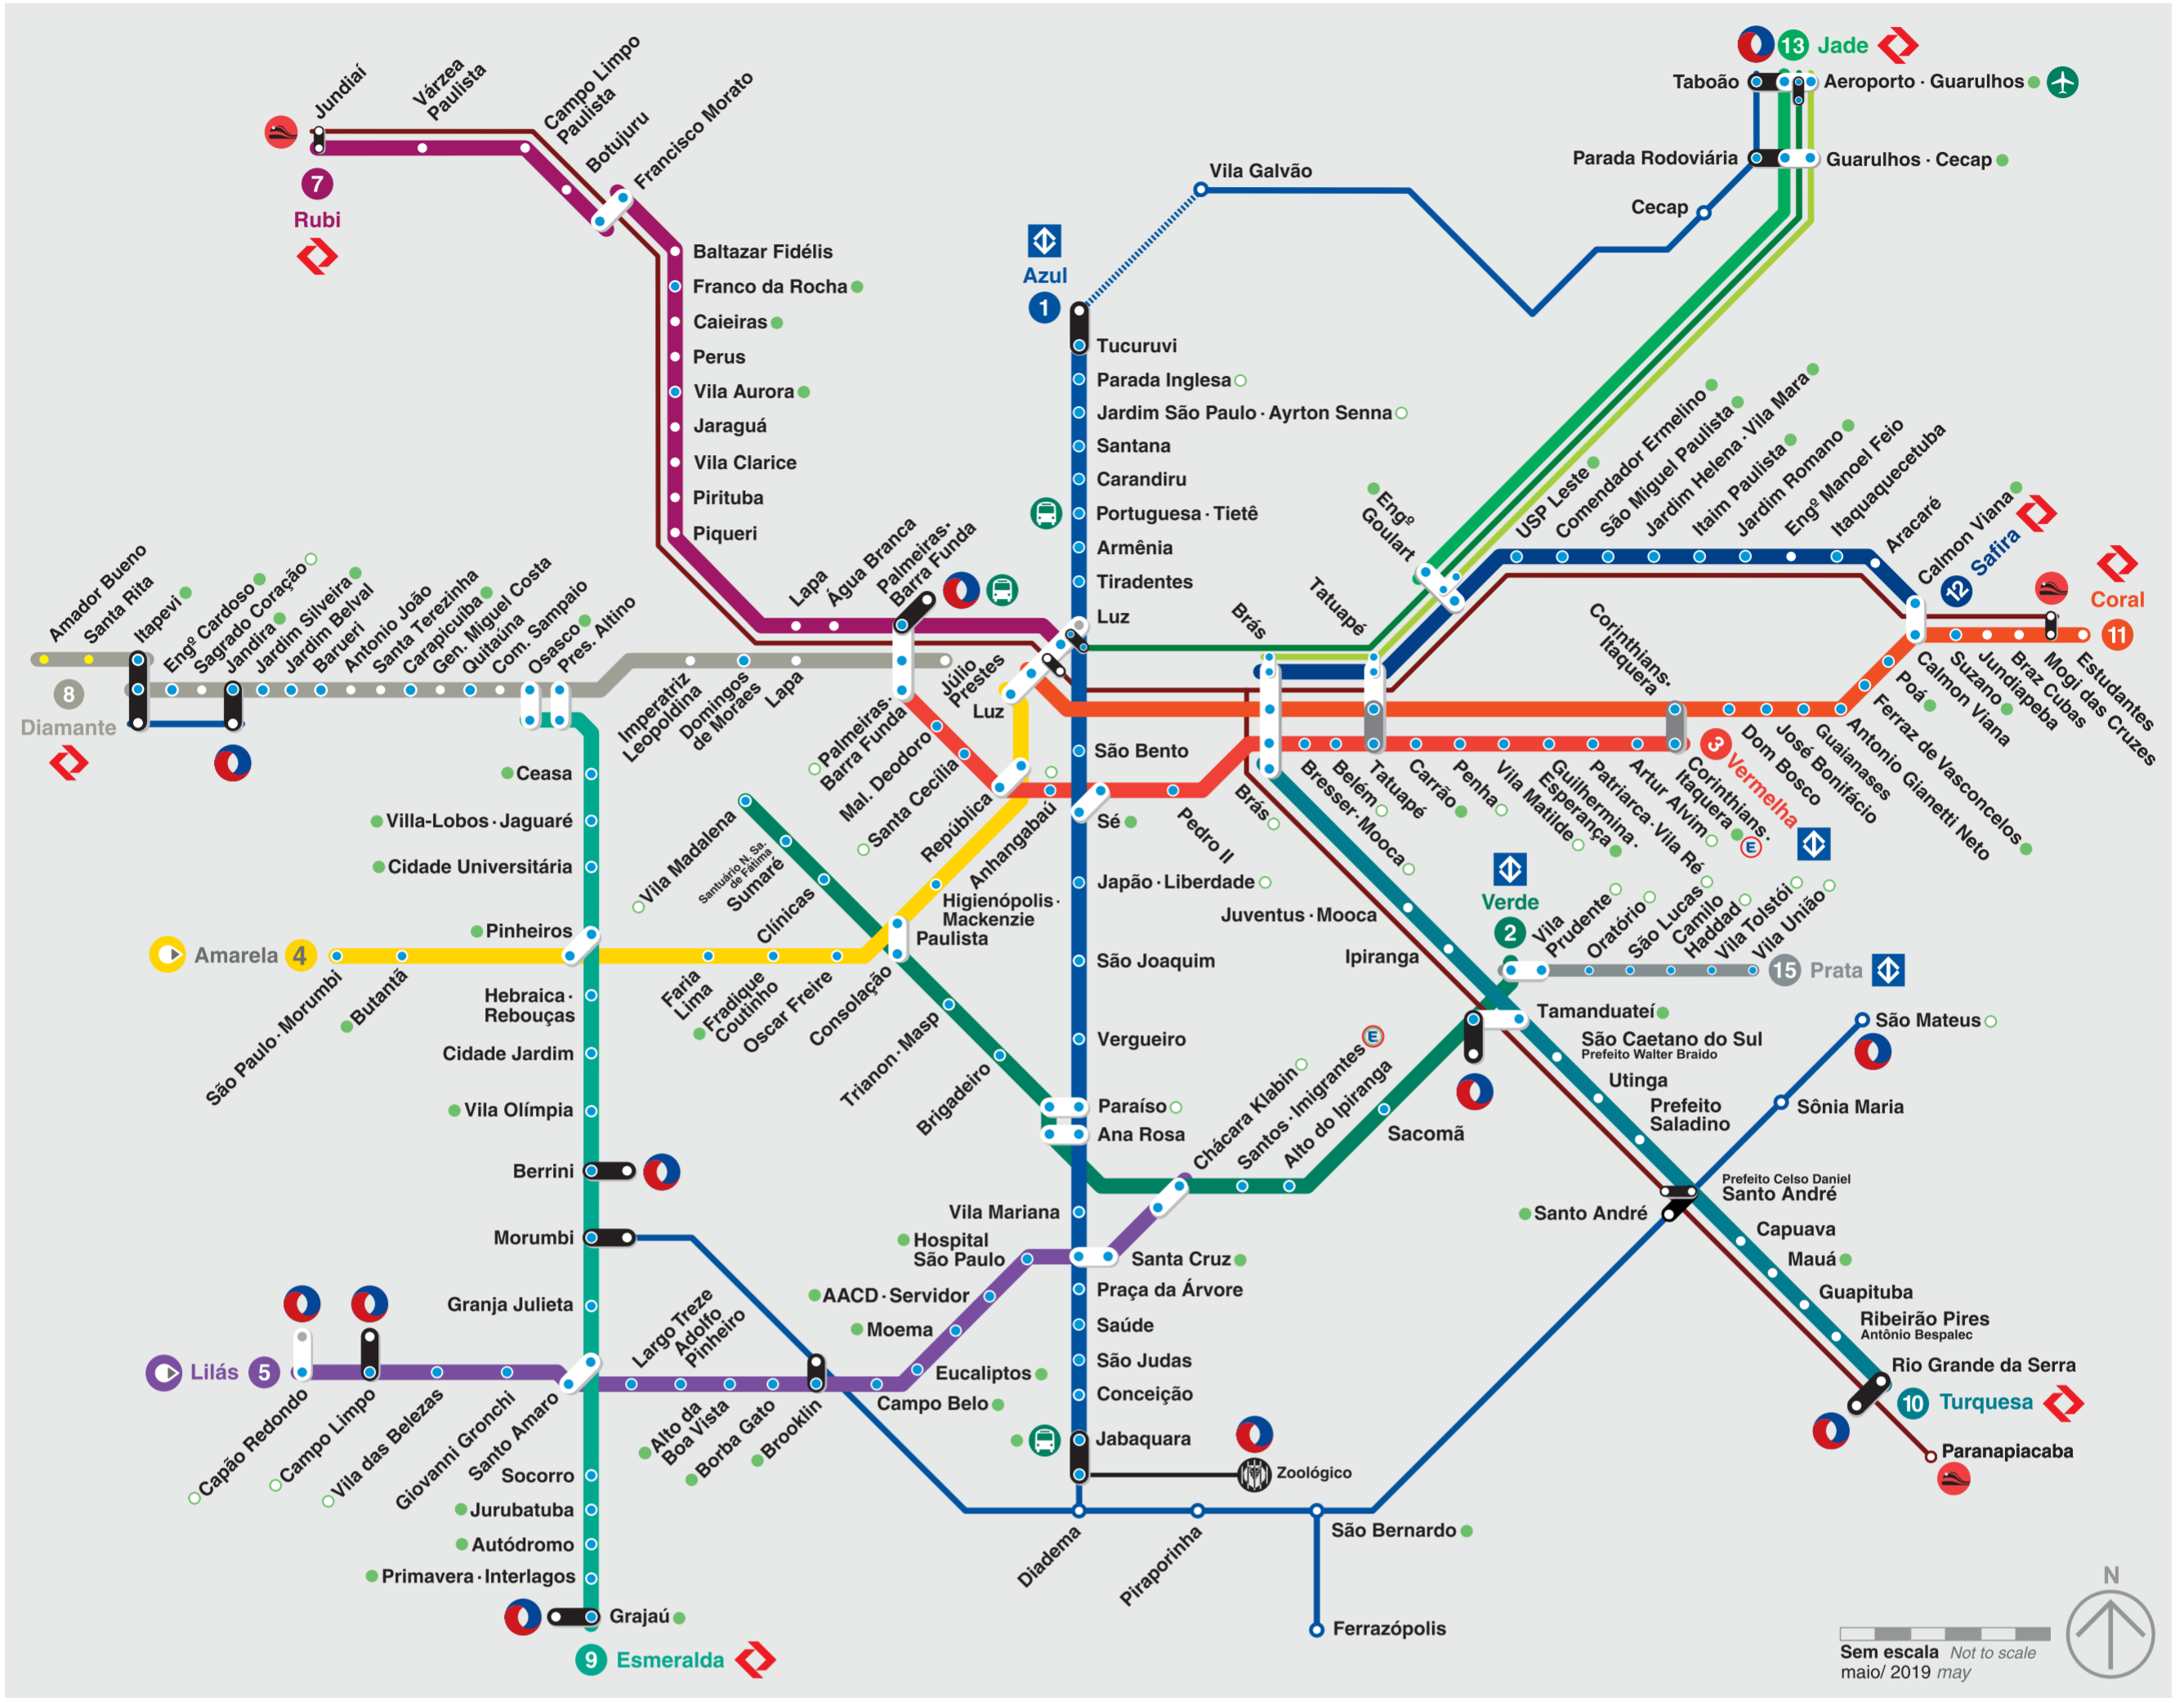 Jundiaí
Várzea
Paulista
Campo Limpo
Paulista
Botujuru
Francisco Morato
7
Rubi
Baltazar Fidélis
Franco da Rocha
Caieiras
Perus
Vila Aurora
Jaraguá
Vila Clarice
Pirituba
Piqueri
Lapa
Água Branca
Palmeiras·
Barra Funda
13
Jade
Taboão
Aeroporto · Guarulhos
Parada Rodoviária
Guarulhos · Cecap
Cecap
Vila Galvão
Azul
1
Tucuruvi
Parada Inglesa
Jardim São Paulo · Ayrton Senna
Santana
Carandiru
Portuguesa · Tietê
Armênia
Tiradentes
Luz
São Bento
Sé
Japão · Liberdade
São Joaquim
Vergueiro
Paraíso
Ana Rosa
Vila Mariana
Santa Cruz
Praça da Árvore
Saúde
São Judas
Conceição
Jabaquara
Zoológico
Engº
Goulart
USP Leste
Comendador Ermelino
São Miguel Paulista
Jardim Helena · Vila Mara
Itaim Paulista
Jardim Romano
Engº Manoel Feio
Itaquaquecetuba
Aracaré
Calmon Viana
12
Safira
Coral
11
Brás
Tatuapé
Corinthians·
Itaquera
Dom Bosco
José Bonifácio
Guaianases
Antonio Gianetti Neto
Ferraz de Vasconcelos
Poá
Calmon Viana
Suzano
Jundiapeba
Braz Cubas
Mogi das Cruzes
Estudantes
Amador Bueno
Santa Rita
Itapevi
Engº Cardoso
Sagrado Coração
Jandira
Jardim Silveira
Jardim Belval
Barueri
Antonio João
Santa Terezinha
Carapicuíba
Gen. Miguel Costa
Quitaúna
Com. Sampaio
Osasco
Pres. Altino
Imperatriz
Leopoldina
Domingos
de Moraes
Lapa
Júlio
Prestes
8
Diamante
Luz
Palmeiras·
Barra Funda
Mal. Deodoro
Santa Cecília
República
Anhangabaú
Pedro II
Brás
Bresser · Mooca
Belém
Tatuapé
Carrão
Penha
Vila Matilde
Guilhermina·
Esperança
Patriarca · Vila Ré
Artur Alvim
Corinthians·
Itaquera
E
3
Vermelha
Ceasa
Villa-Lobos · Jaguaré
Cidade Universitária
Pinheiros
Hebraica·
Rebouças
Cidade Jardim
Vila Olímpia
Berrini
Morumbi
Granja Julieta
Santo Amaro
Socorro
Jurubatuba
Autódromo
Primavera · Interlagos
Grajaú
9
Esmeralda
Amarela
4
São Paulo · Morumbi
Butantã
Faria
Lima
Fradique
Coutinho
Oscar Freire
Paulista
Higienópolis·
Mackenzie
Vila Madalena
Santuário N. Sa.
de Fátima
Sumaré
Clínicas
Consolação
Trianon · Masp
Brigadeiro
Chácara Klabin
Santos · Imigrantes
E
Alto do Ipiranga
Sacomã
Verde
2
Vila
Prudente
Oratório
São Lucas
Camilo
Haddad
Vila Tolstói
Vila União
15
Prata
Juventus · Mooca
Ipiranga
Tamanduateí
São Caetano do Sul
Prefeito Walter Braido
Utinga
Prefeito
Saladino
Prefeito Celso Daniel
Santo André
Capuava
Mauá
Guapituba
Ribeirão Pires
Antônio Bespalec
Rio Grande da Serra
10
Turquesa
Paranapiacaba
São Mateus
Sônia Maria
Santo André
Lilás
5
Capão Redondo
Campo Limpo
Vila das Belezas
Giovanni Gronchi
Largo Treze
Adolfo
Pinheiro
Alto da
Boa Vista
Borba Gato
Brooklin
Campo Belo
Eucaliptos
Moema
AACD · Servidor
Hospital
São Paulo
Diadema
Piraporinha
São Bernardo
Ferrazópolis
N
Sem escala Not to scale
maio/ 2019 may